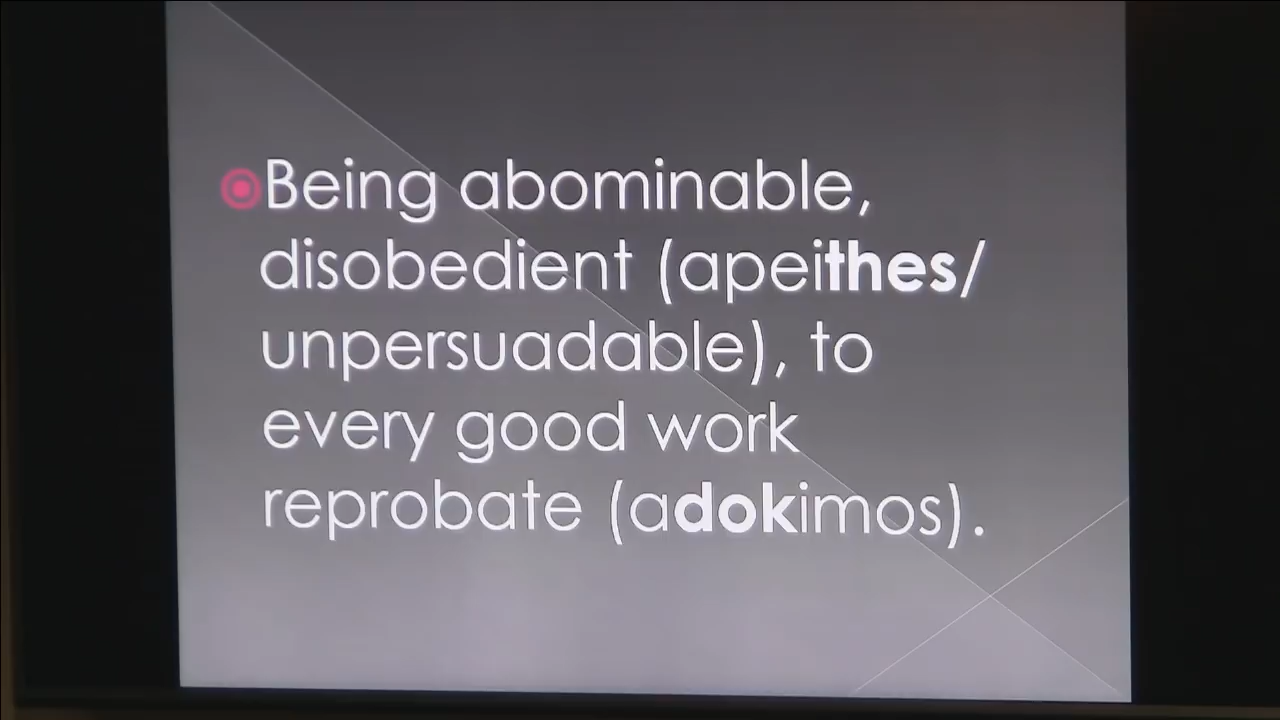 Being abominable,
disobedient (apeithes/
unpersuadable), to
every good work
reprobate (adokimos).